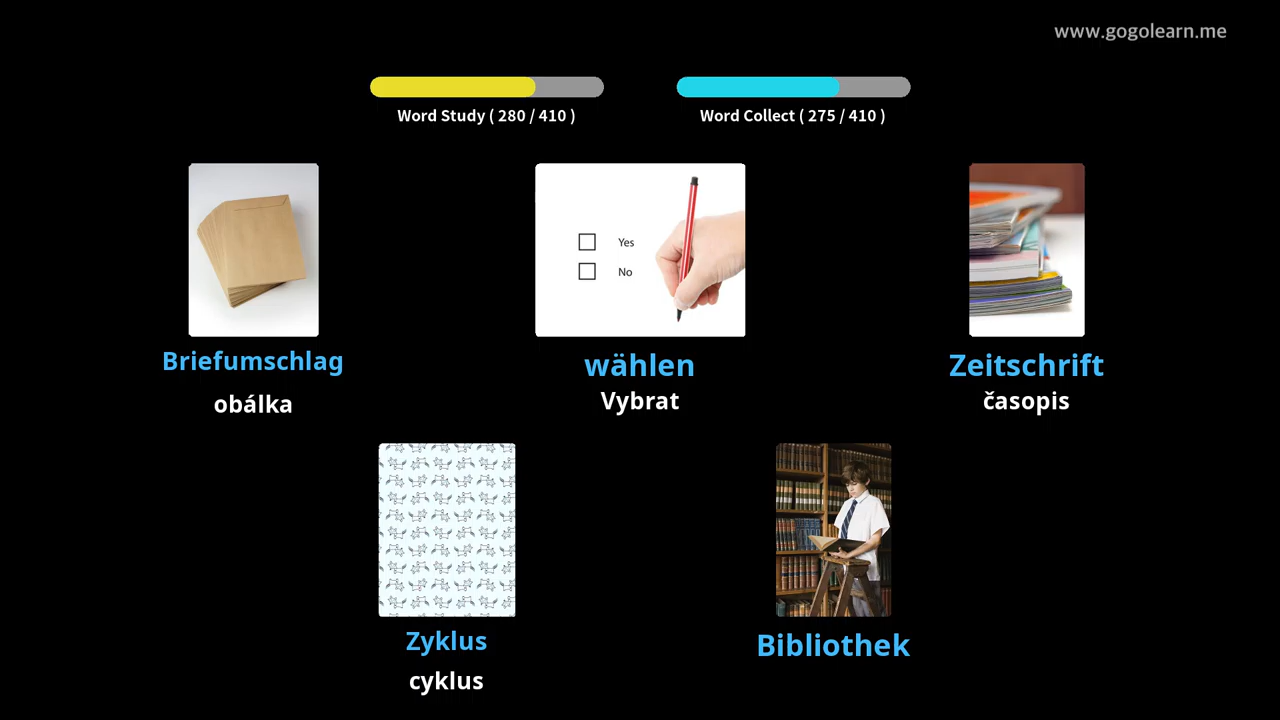 www.gogolearn.me
Word Study ( 280 / 410 )
Word Collect ( 275 / 410 )
Yes
No
Briefumschlag
obálka
wählen
Vybrat
Zeitschrift
časopis
Zyklus
cyklus
Bibliothek